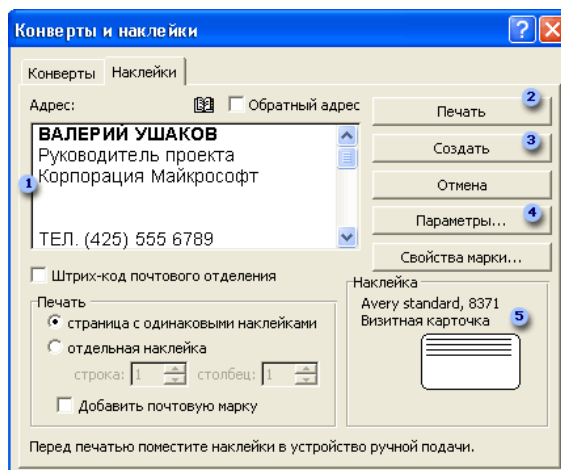 Конверты и наклейки
Конверты Наклейки
Адрес: Обратный адрес
Печать 2
ВАЛЕРИЙ УШАКОВ
Руководитель проекта
Создать 3
1 Корпорация Майкрософт
Отмена
Параметры... 4
ТЕЛ. (425) 555 6789
Свойства марки...
Штрих-код почтового отделения
Печать
страница с одинаковыми наклейками
отдельная наклейка
строка: 1 столбец: 1
Добавить почтовую марку
Наклейка
Avery standard, 8371
Визитная карточка 5
Перед печатью поместите наклейки в устройство ручной подачи.